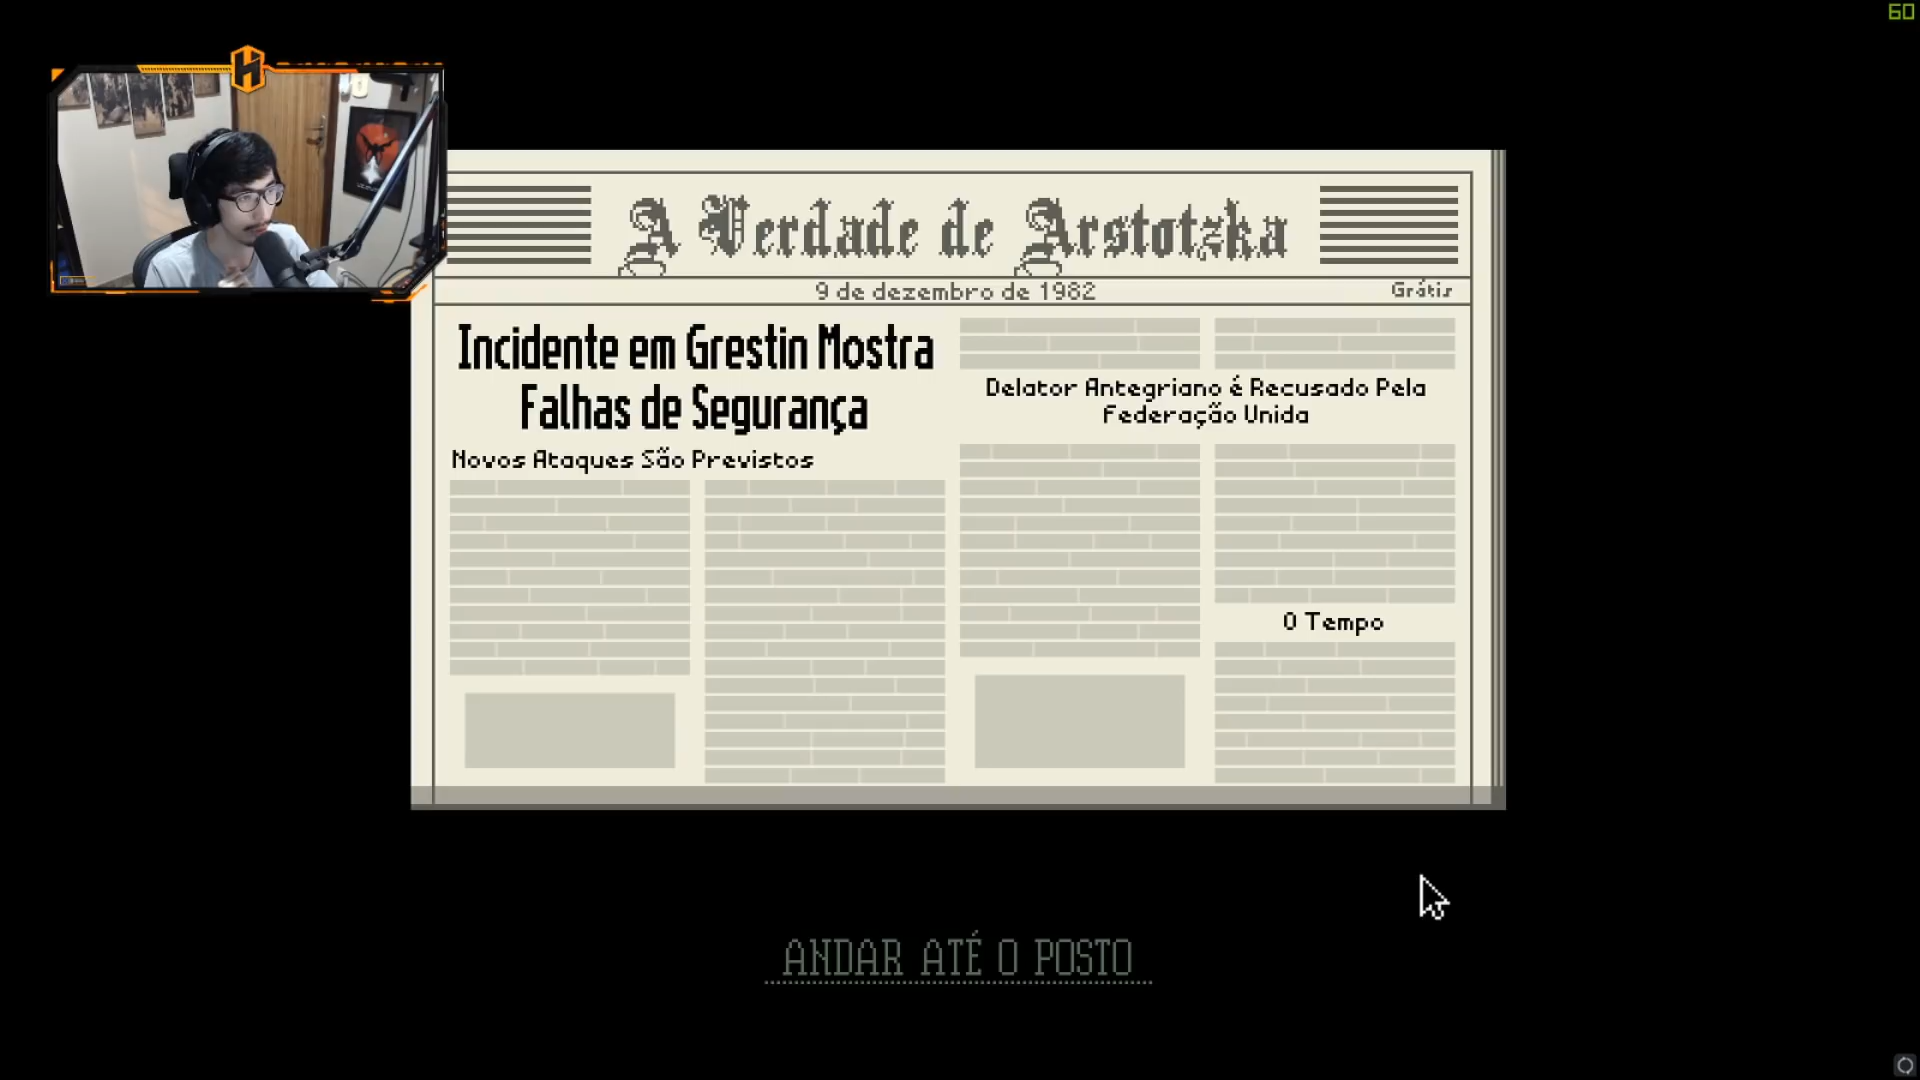 60
H
A Verdade de Arstotzka
9 de dezembro de 1982
Grátis
Incidente em Grestin Mostra
Falhas de Segurança
Novos Ataques São Previstos
Delator Antegriano é Recusado Pela
Federação Unida
O Tempo
ANDAR ATÉ O POSTO